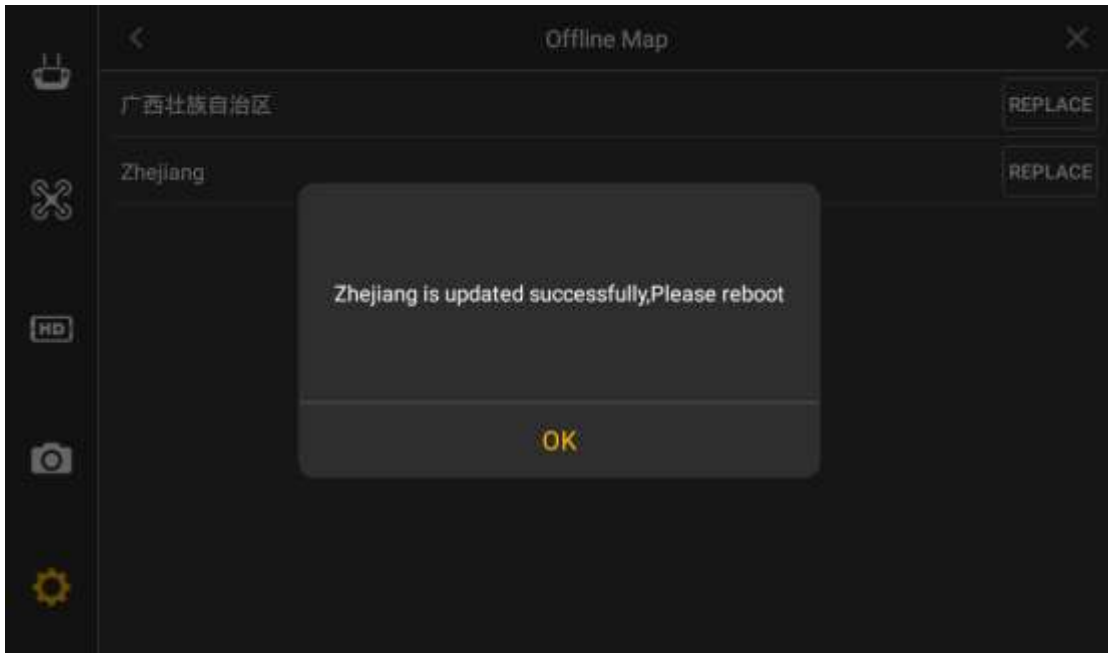 Offline Map
广西壮族自治区
REPLACE
Zhejiang
REPLACE
Zhejiang is updated successfully,Please reboot
HD
OK